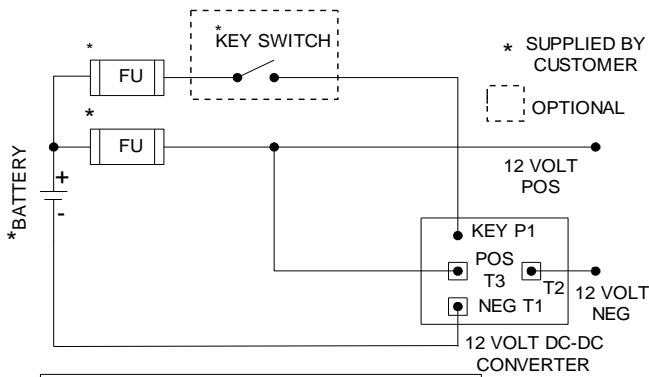 *
FU
*
KEY SWITCH
* SUPPLIED BY
CUSTOMER
OPTIONAL
*
FU
12 VOLT
POS
*BATTERY
+
-
KEY P1
POS
T3
T2
NEG T1
12 VOLT
NEG
12 VOLT DC-DC
CONVERTER